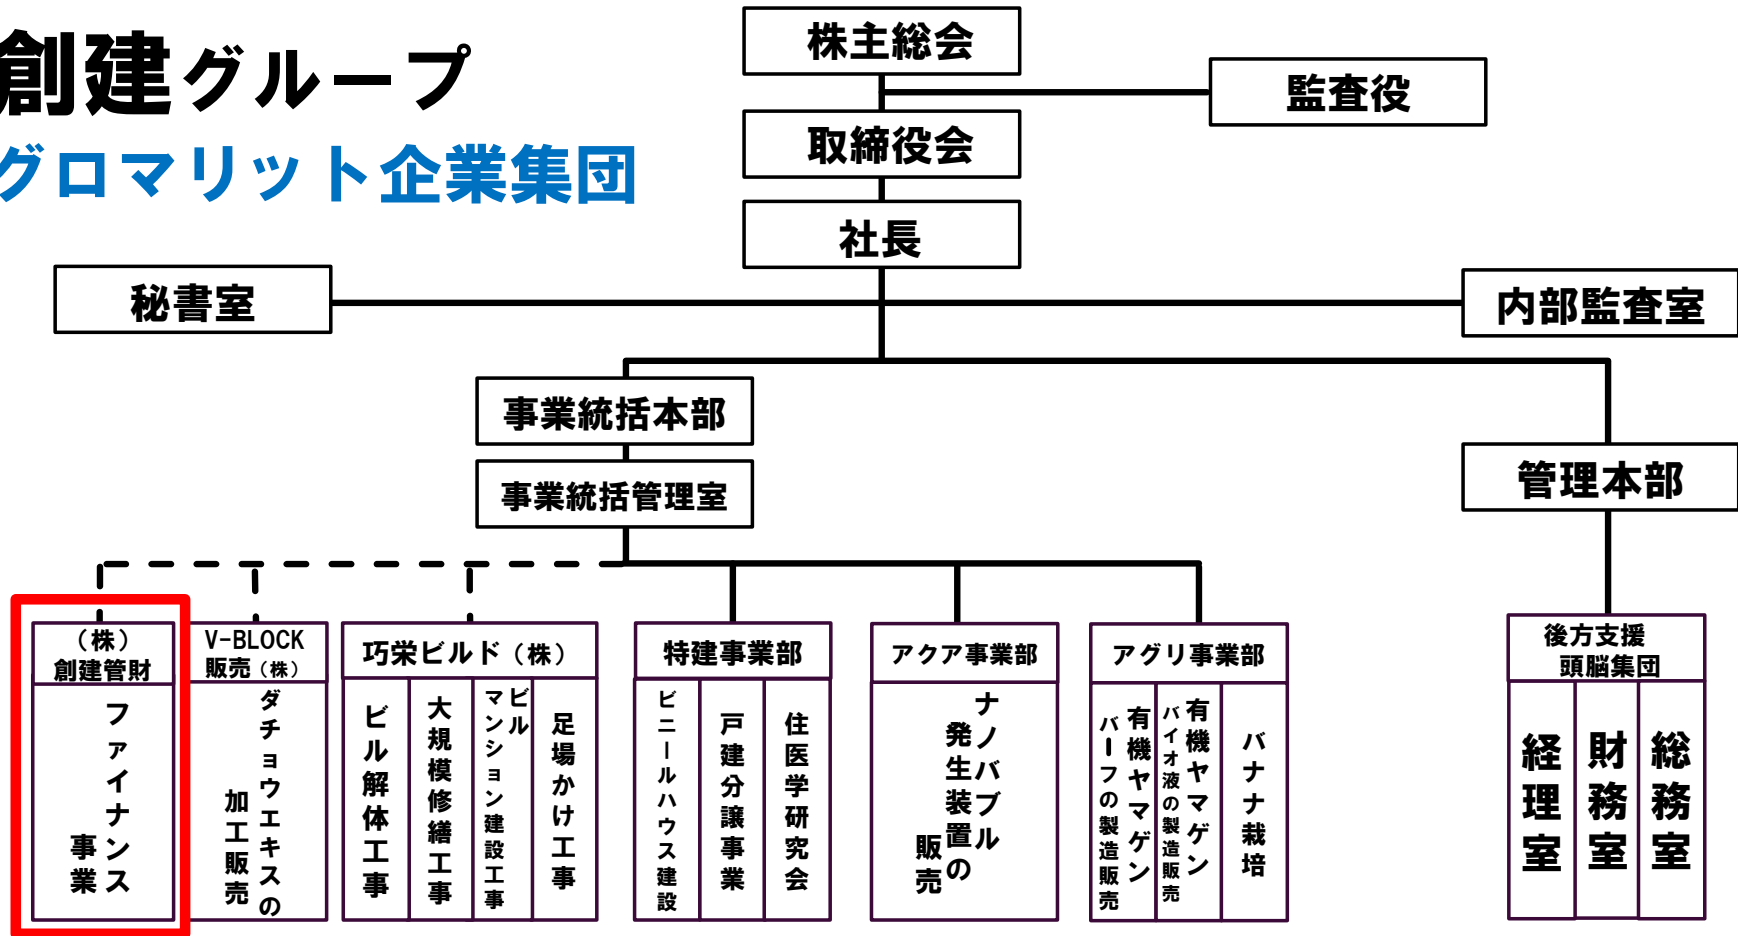 創建グループ
グロマリット企業集団
株主総会
監査役
取締役会
社長
秘書室
内部監査室
事業統括本部
事業統括管理室
管理本部
（株）
創建管財
ファイナンス
事業
V-BLOCK
販売（株）
ダチョウエキスの
加工販売
巧栄ビルド（株）
ビル解体工事
大規模修繕工事
ビル
マンション建設工事
足場かけ工事
特建事業部
ビニールハウス建設
戸建分譲事業
住医学研究会
アクア事業部
ナノバブル
発生装置の
販売
アグリ事業部
有機ヤマゲン
バーフの製造販売
有機ヤマゲン
バイオ液の製造販売
バナナ栽培
後方支援
頭脳集団
経理室
財務室
総務室